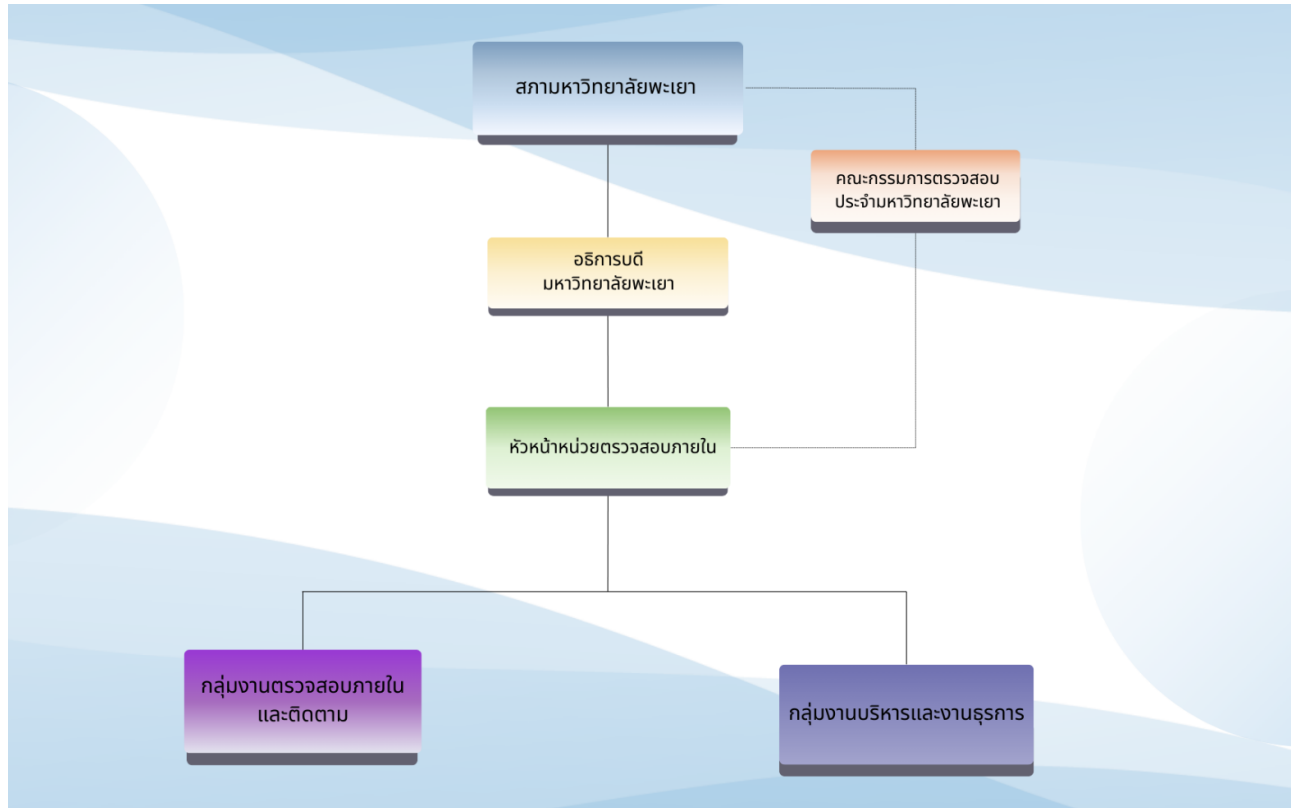 สภามหาวิทยาลัยพะเยา
คณะกรรมการตรวจสอบ
ประจำมหาวิทยาลัยพะเยา
อธิการบดี
มหาวิทยาลัยพะเยา
หัวหน้าหน่วยตรวจสอบภายใน
กลุ่มงานตรวจสอบภายใน
และติดตาม
กลุ่มงานบริหารและงานธุรการ